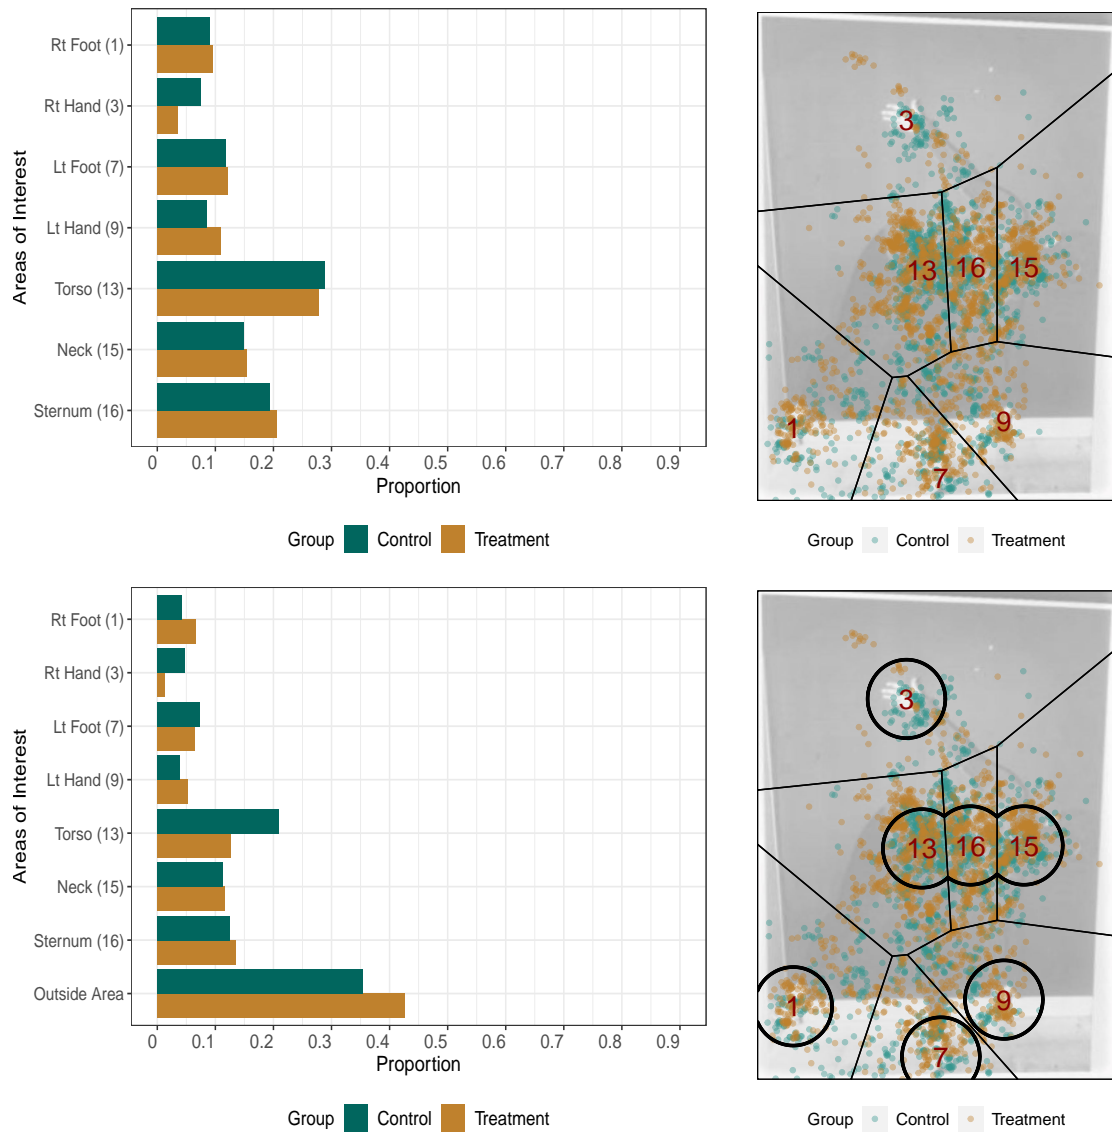 Areas of Interest
Rt Foot (1)
Rt Hand (3)
Lt Foot (7)
Lt Hand (9)
Torso (13)
Neck (15)
Sternum (16)
0 0.1 0.2 0.3 0.4 0.5 0.6 0.7 0.8 0.9
Proportion
Group Control Treatment
3
13 16 15
1 9
7
Group Control Treatment
Areas of Interest
Rt Foot (1)
Rt Hand (3)
Lt Foot (7)
Lt Hand (9)
Torso (13)
Neck (15)
Sternum (16)
Outside Area
0 0.1 0.2 0.3 0.4 0.5 0.6 0.7 0.8 0.9
Proportion
Group Control Treatment
3
13 16 15
1 9
7
Group Control Treatment